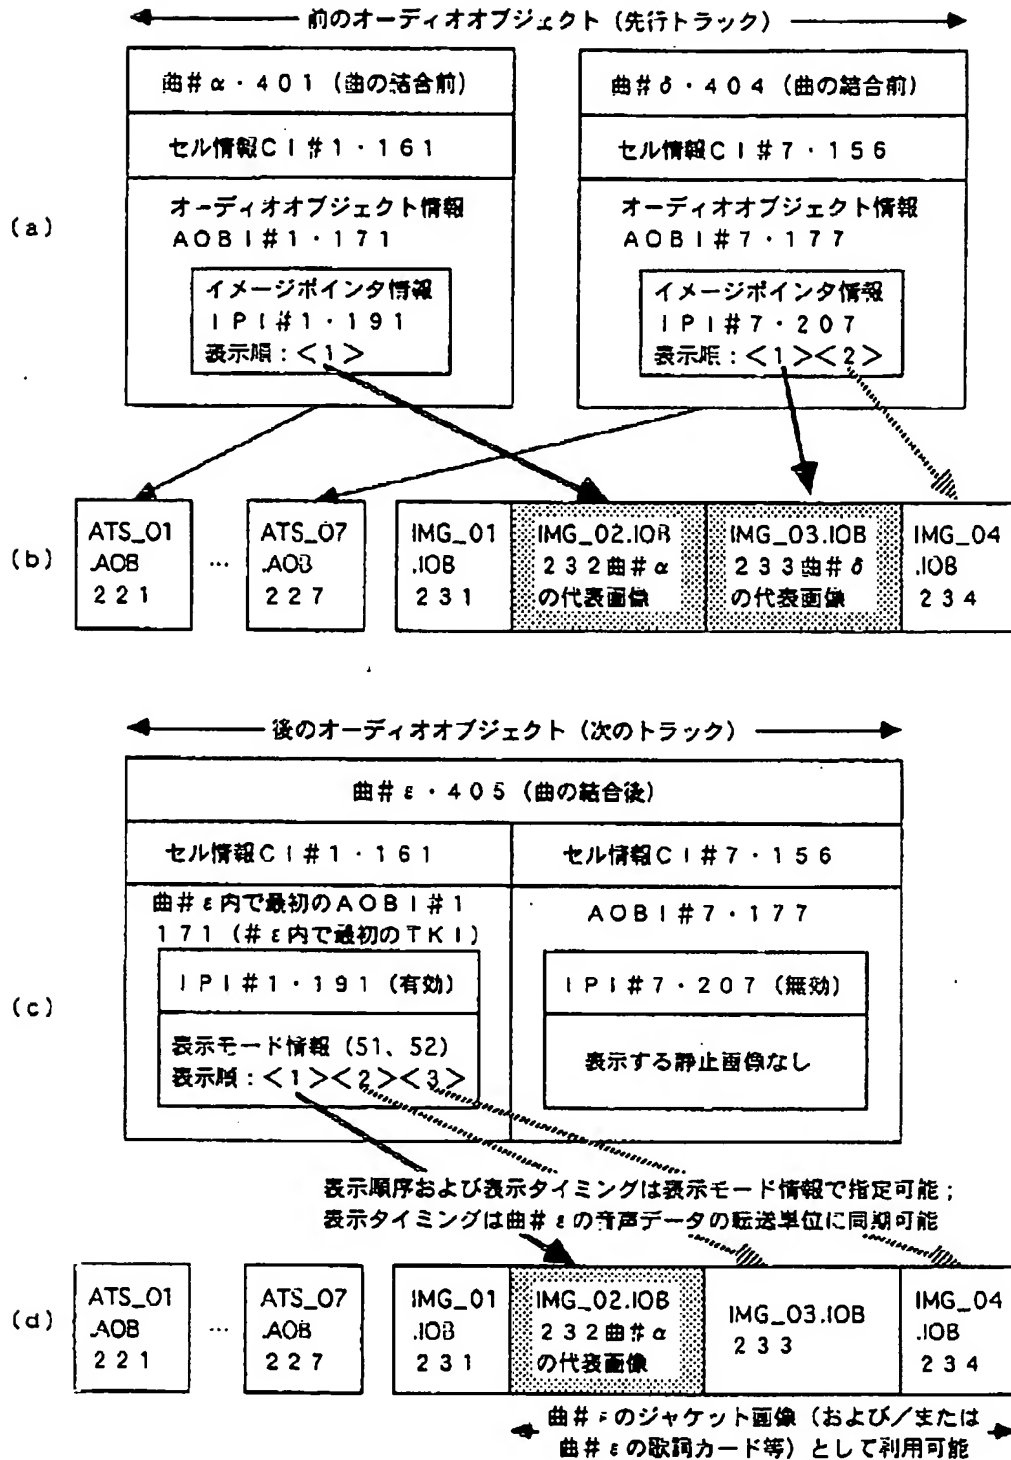 前のオーディオオブジェクト（先行トラック）
曲＃α・４０１（曲の結合前）
曲＃δ・４０４（曲の結合前）
セル情報ＣＩ＃１・１６１
セル情報ＣＩ＃７・１５６
(a)
オーディオオブジェクト情報
ＡＯＢＩ＃１・１７１
オーディオオブジェクト情報
ＡＯＢＩ＃７・１７７
イメージポインタ情報
ＩＰＩ＃１・１９１
表示順：＜１＞
イメージポインタ情報
ＩＰＩ＃７・２０７
表示順：＜１＞＜２＞
(b)
ATS_01
.AOB
２２１
…
ATS_07
.AOB
２２７
IMG_01
.IOB
２３１
IMG_02.IOB
２３２曲＃α
の代表画像
IMG_03.IOB
２３３曲＃δ
の代表画像
IMG_04
.IOB
２３４
後のオーディオオブジェクト（次のトラック）
曲＃ε・４０５（曲の結合後）
セル情報ＣＩ＃１・１６１
セル情報ＣＩ＃７・１５６
(c)
曲＃ε内で最初のＡＯＢＩ＃１
１７１（＃ε内で最初のＴＫＩ）
ＡＯＢＩ＃７・１７７
ＩＰＩ＃１・１９１（有効）
ＩＰＩ＃７・２０７（無効）
表示モード情報（51、52）
表示順：＜１＞＜２＞＜３＞
表示する静止画像なし
表示順序および表示タイミングは表示モード情報で指定可能；
表示タイミングは曲＃εの音声データの転送単位に同期可能
(d)
ATS_01
.AOB
２２１
…
ATS_07
.AOB
２２７
IMG_01
.IOB
２３１
IMG_02.IOB
２３２曲＃α
の代表画像
IMG_03.IOB
２３３
IMG_04
.IOB
２３４
曲＃εのジャケット画像（および／または
曲＃εの歌詞カード等）として利用可能